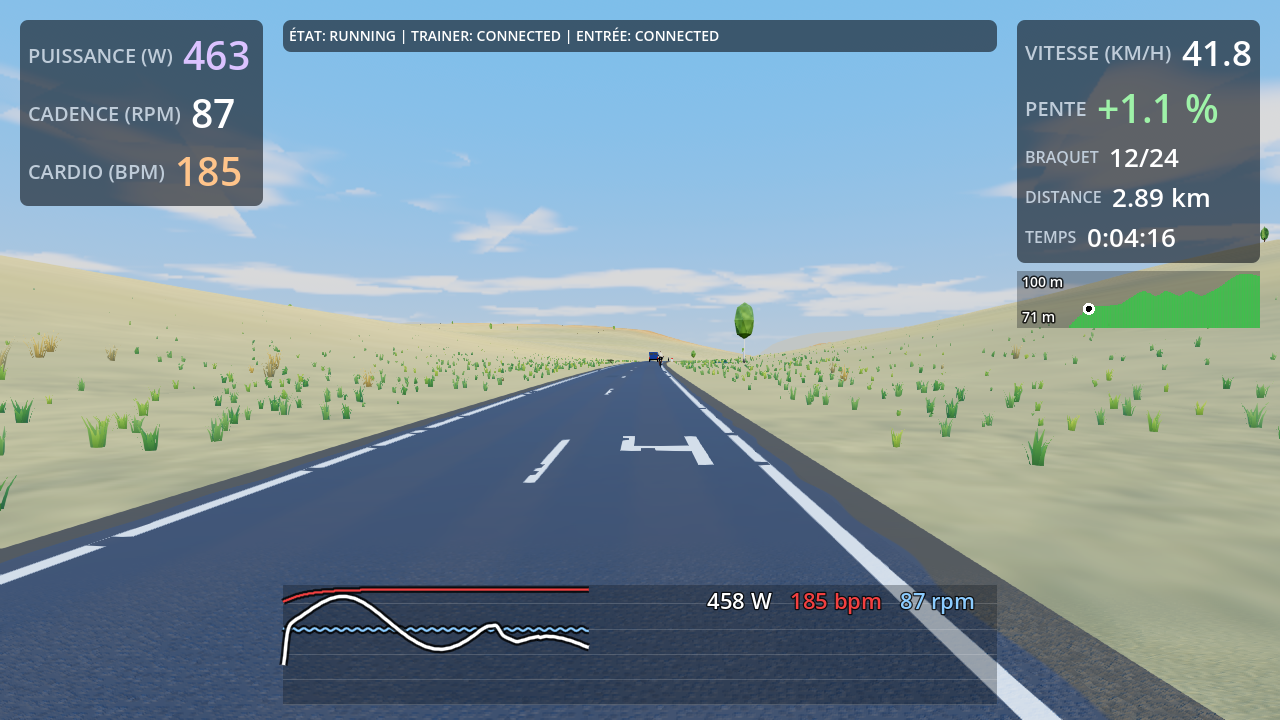 PUISSANCE (W) 463
CADENCE (RPM) 87
CARDIO (BPM) 185
ÉTAT: RUNNING | TRAINER: CONNECTED | ENTRÉE: CONNECTED
VITESSE (KM/H) 41.8
PENTE +1.1 %
BRAQUET 12/24
DISTANCE 2.89 km
TEMPS 0:04:16
100 m
71 m
458 W 185 bpm 87 rpm